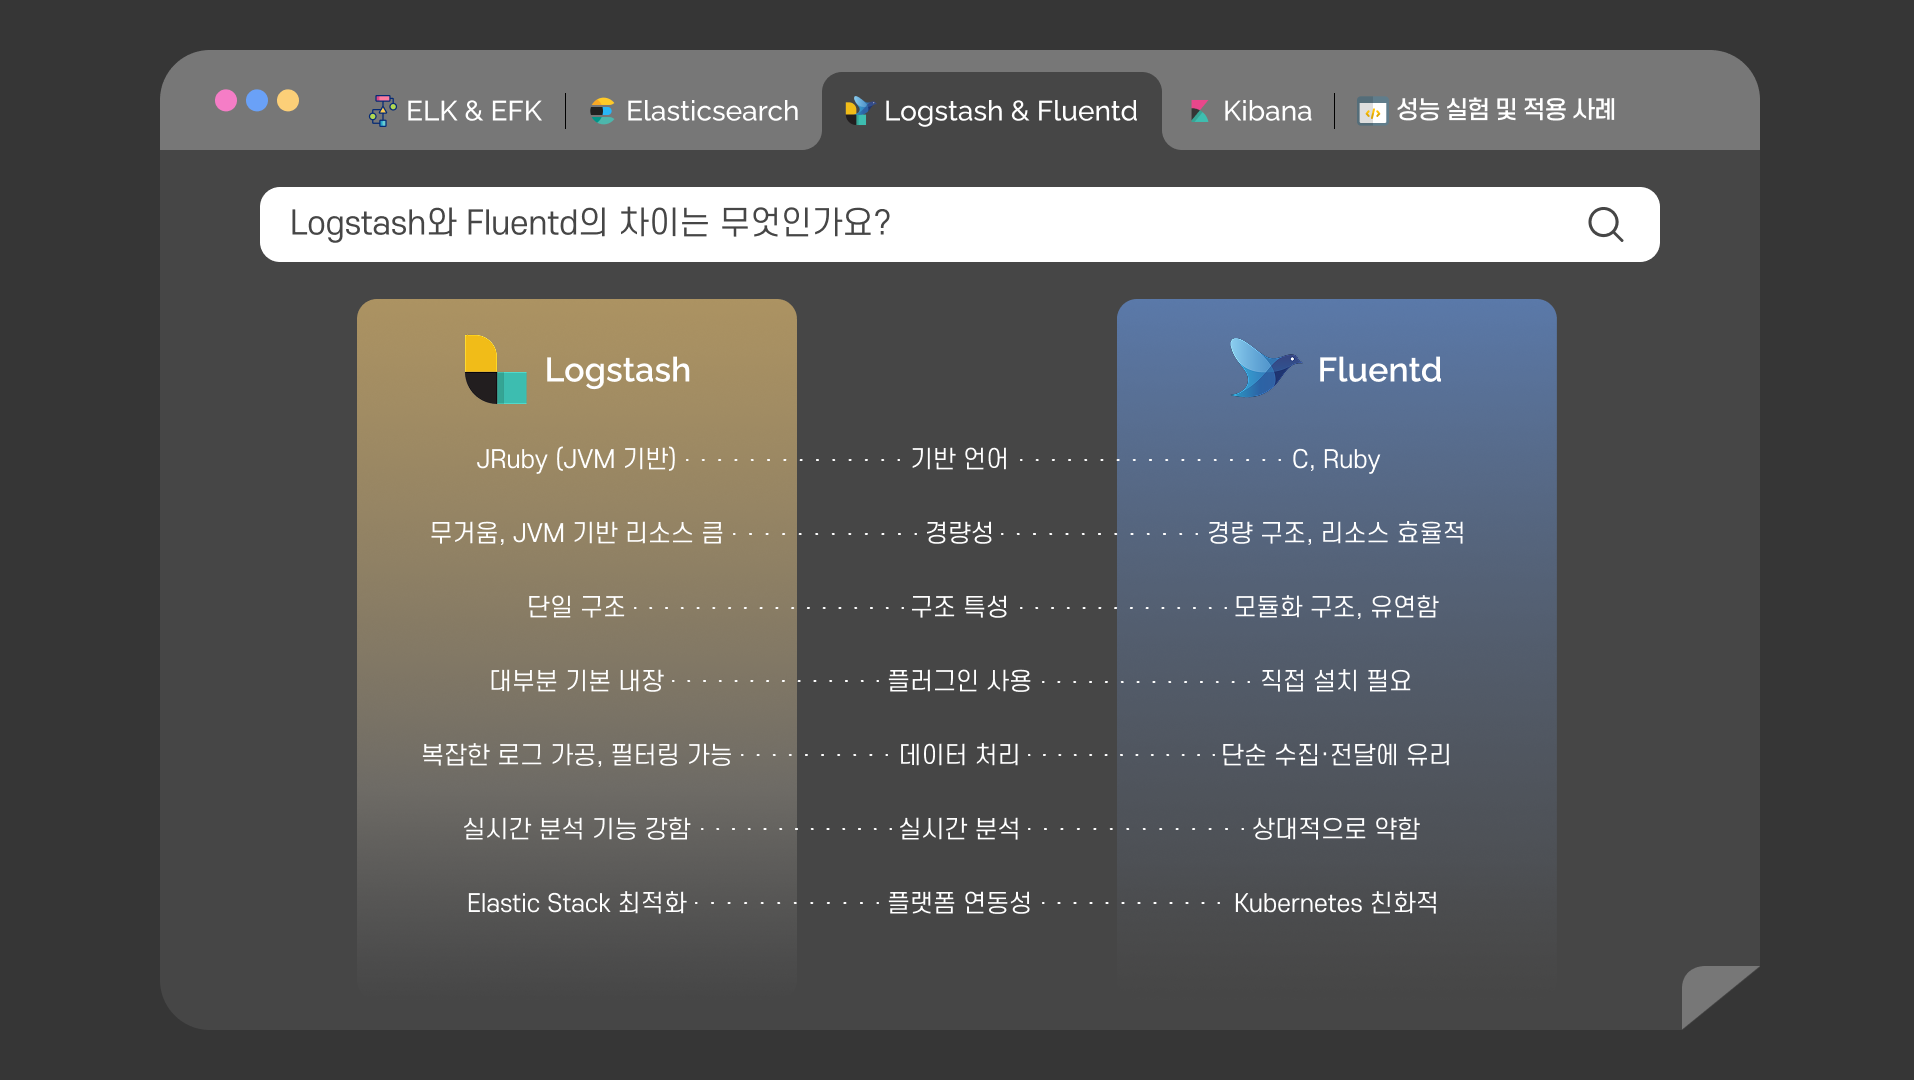 ELK & EFK
Elasticsearch
Logstash & Fluentd
Kibana
성능 실험 및 적용 사례
Logstash와 Fluentd의 차이는 무엇인가요?
Logstash
Fluentd
JRuby (JVM 기반) 기반 언어 C, Ruby
무거움, JVM 기반 리소스 큼 경량성 경량 구조, 리소스 효율적
단일 구조 구조 특성 모듈화 구조, 유연함
대부분 기본 내장 플러그인 사용 직접 설치 필요
복잡한 로그 가공, 필터링 가능 데이터 처리 단순 수집·전달에 유리
실시간 분석 기능 강함 실시간 분석 상대적으로 약함
Elastic Stack 최적화 플랫폼 연동성 Kubernetes 친화적